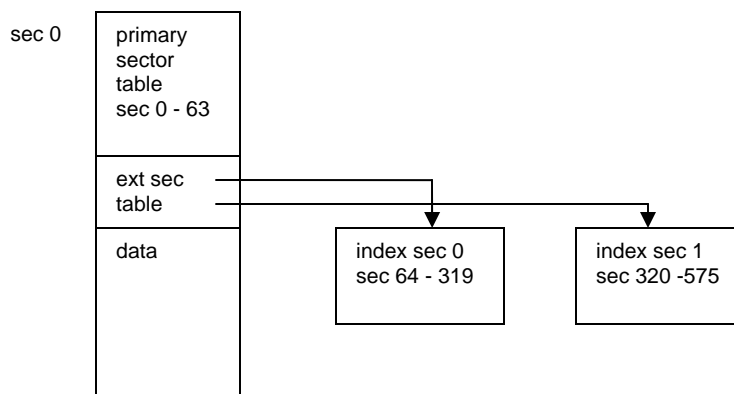 sec 0
primary
sector
table
sec 0 - 63
ext sec
table
data
index sec 0
sec 64 - 319
index sec 1
sec 320 -575